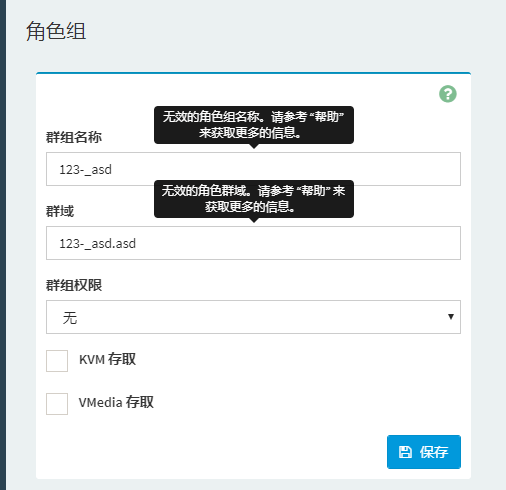 角色组
无效的角色组名称。请参考 “帮助”
来获取更多的信息。
群组名称
123-_asd
无效的角色群域。请参考 “帮助” 来
获取更多的信息。
群域
123-_asd.asd
群组权限
无
KVM 存取
VMedia 存取
保存